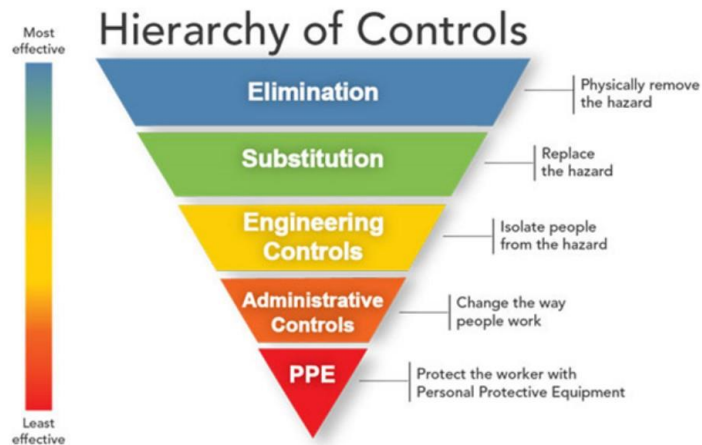 Hierarchy of Controls
Most
effective
Elimination
Physically remove
the hazard
Substitution
Replace
the hazard
Engineering
Controls
Isolate people
from the hazard
Administrative
Controls
Change the way
people work
PPE
Protect the worker with
Personal Protective Equipment
Least
effective